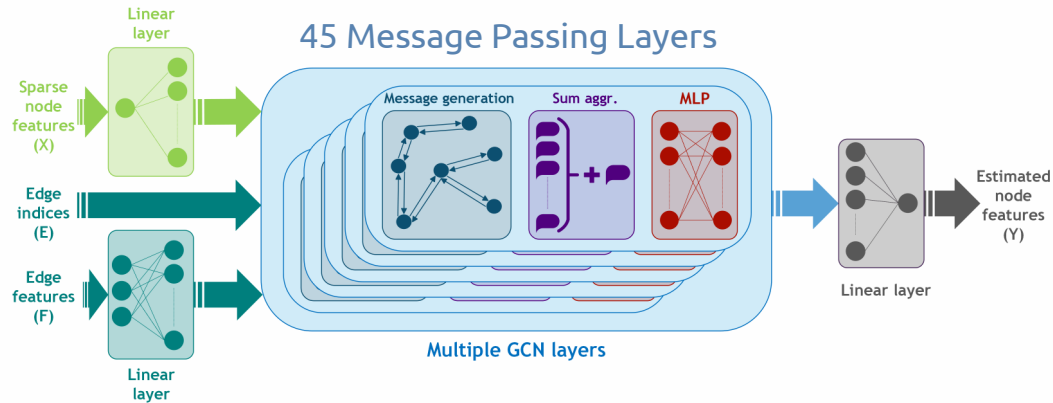 45 Message Passing Layers
Linear
layer
Sparse
node
features
(X)
Message generation
Sum aggr.
MLP
Edge
indices
(E)
Estimated
node
features
(Y)
Edge
features
(F)
Linear layer
Multiple GCN layers
Linear
layer